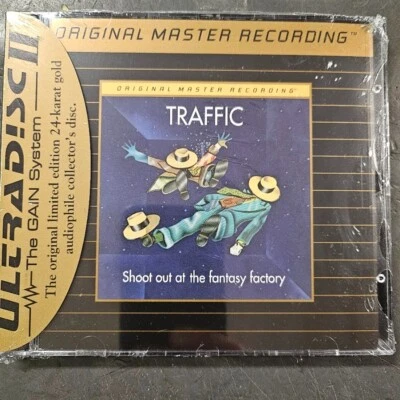 ORIGINAL MASTER RECORDING™
ULTRADISC II
The GAIN System™
The original limited edition 24-karat gold
audiophile collector's disc.
ORIGINAL MASTER RECORDING™
TRAFFIC
Shoot out at the fantasy factory